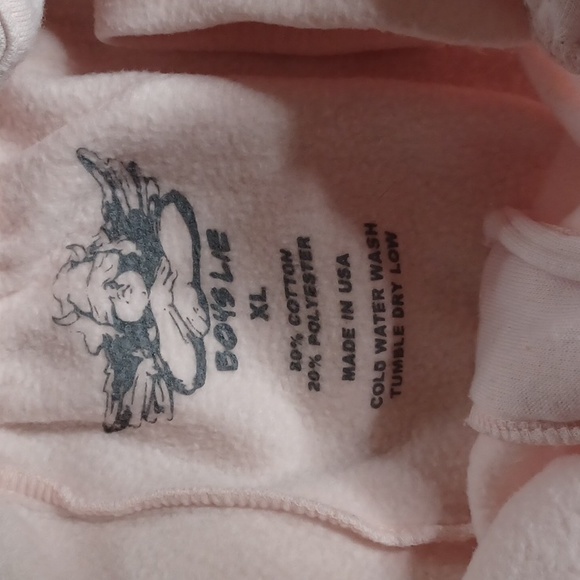 BOYS LIE
XL
80% COTTON
20% POLYESTER
MADE IN USA
COLD WATER WASH
TUMBLE DRY LOW